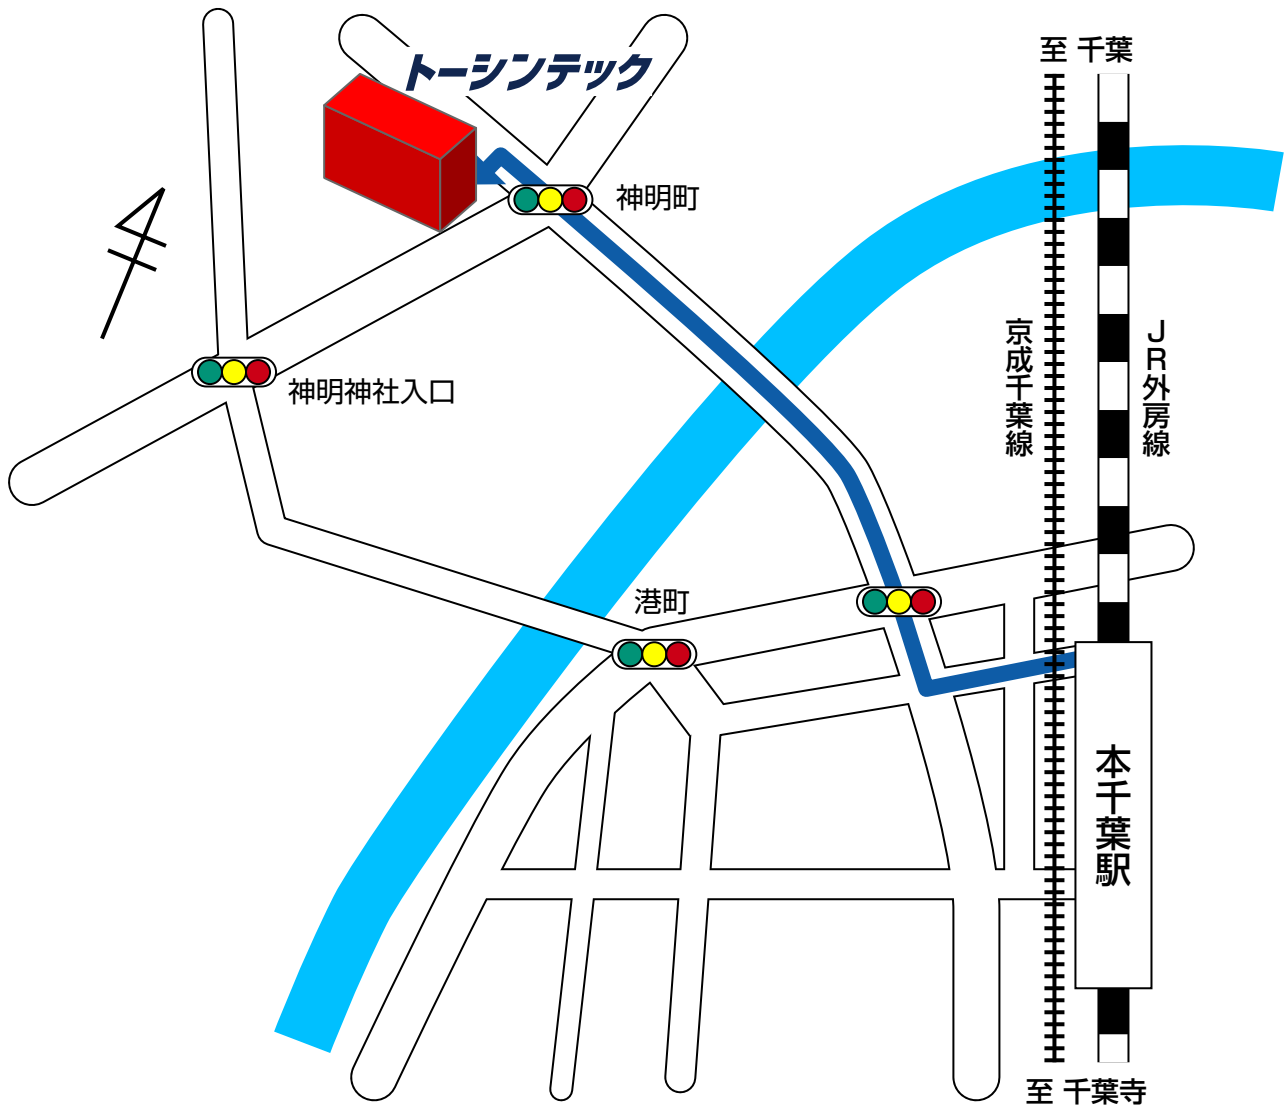 至 千葉
トーシンテック
神明町
京成千葉線
JR外房線
神明神社入口
港町
本千葉駅
至 千葉寺